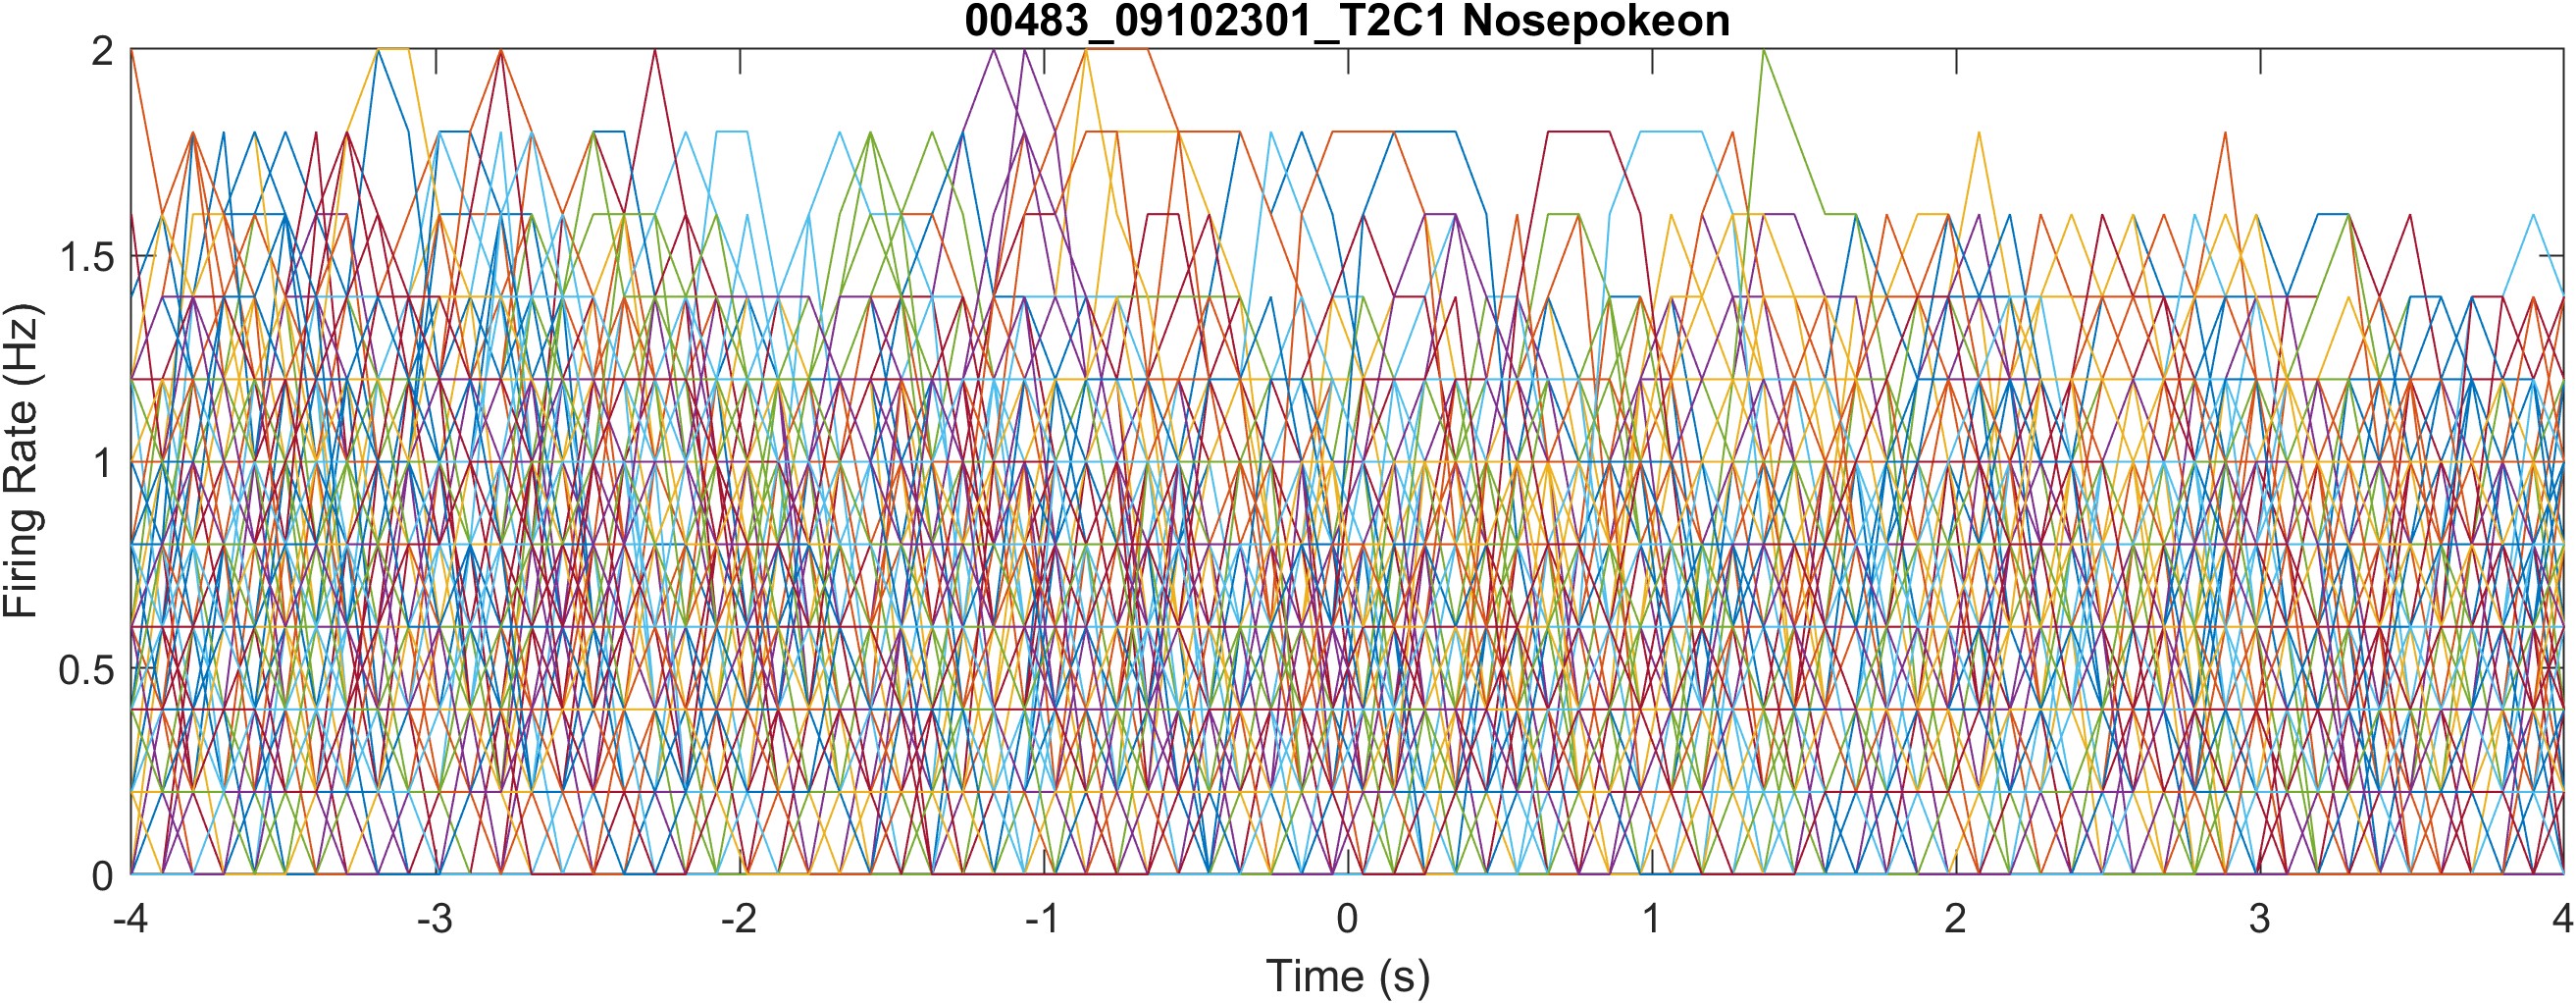 00483_09102301_T2C1 Nosepokeon
Firing Rate (Hz)
2
1.5
1
0.5
0
-4 -3 -2 -1 0 1 2 3 4
Time (s)